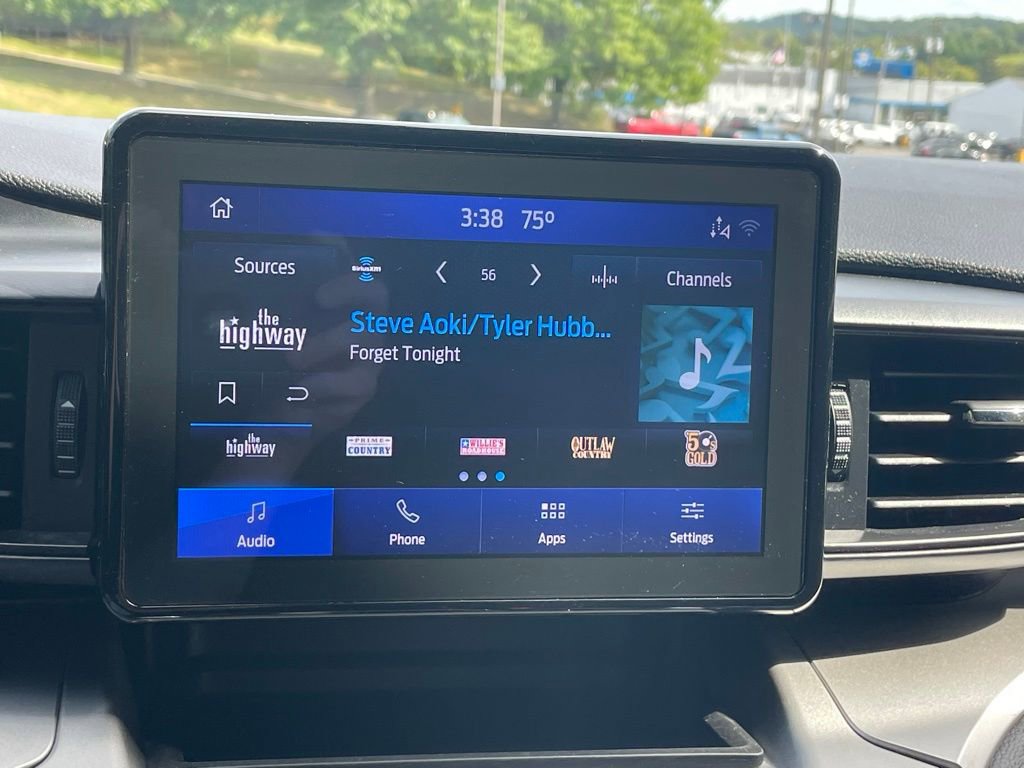 3:38 75°
Sources
SiriusXM
56
Channels
the highway
Steve Aoki/Tyler Hubb...
Forget Tonight
the highway
PRIME COUNTRY
WILLIE'S ROADHOUSE
OUTLAW COUNTRY
50s GOLD
Audio
Phone
Apps
Settings